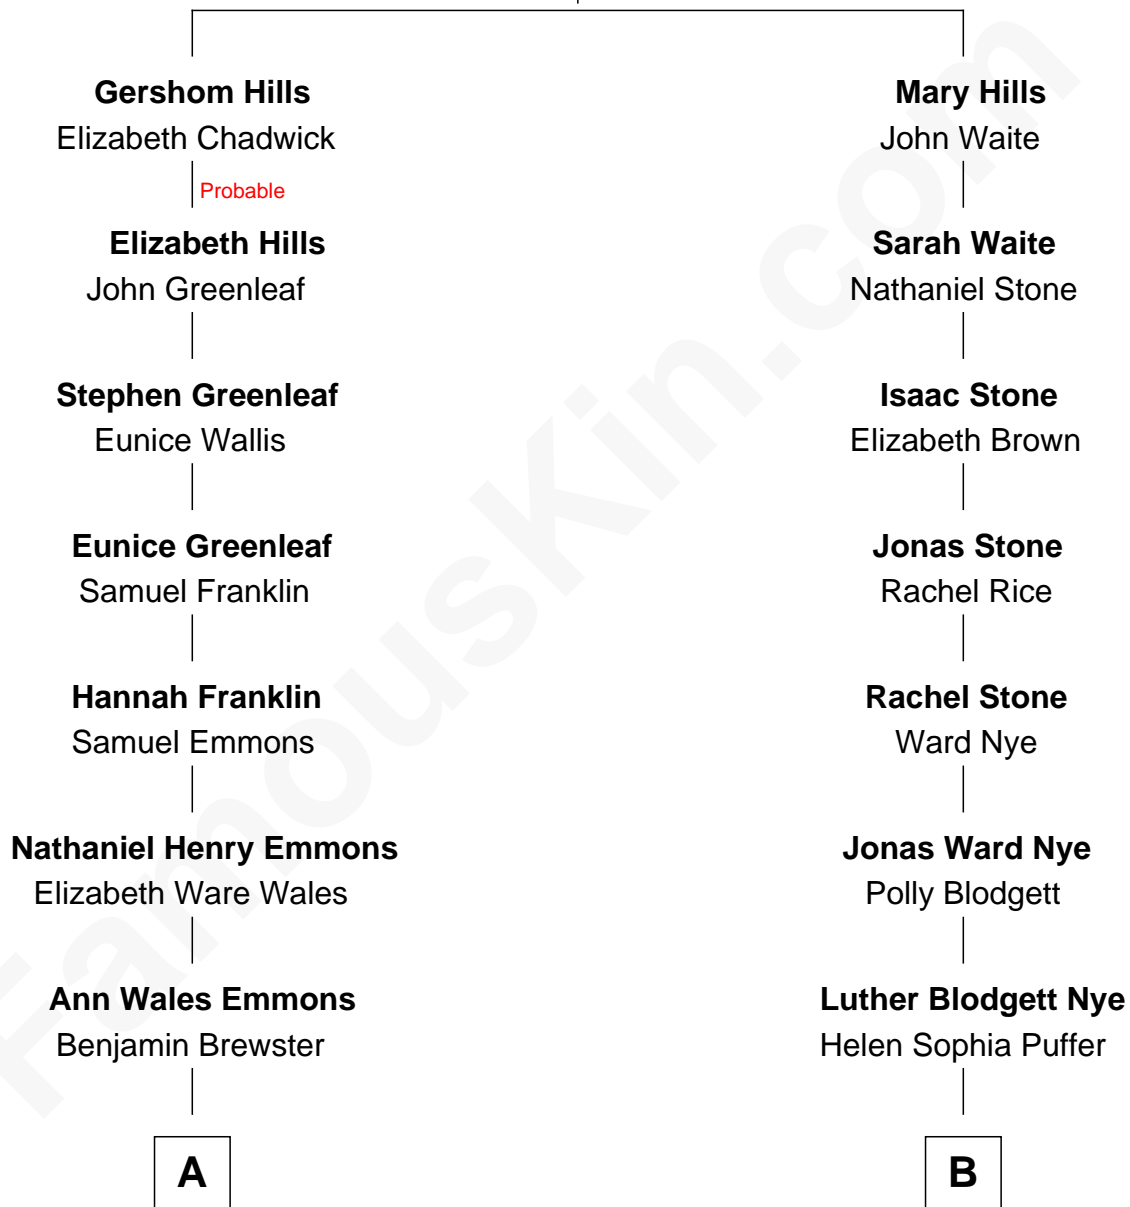 Gershom Hills
Elizabeth Chadwick
Probable
Elizabeth Hills
John Greenleaf
Stephen Greenleaf
Eunice Wallis
Eunice Greenleaf
Samuel Franklin
Hannah Franklin
Samuel Emmons
Nathaniel Henry Emmons
Elizabeth Ware Wales
Ann Wales Emmons
Benjamin Brewster
A
Mary Hills
John Waite
Sarah Waite
Nathaniel Stone
Isaac Stone
Elizabeth Brown
Jonas Stone
Rachel Rice
Rachel Stone
Ward Nye
Jonas Ward Nye
Polly Blodgett
Luther Blodgett Nye
Helen Sophia Puffer
B
FamousKin.com